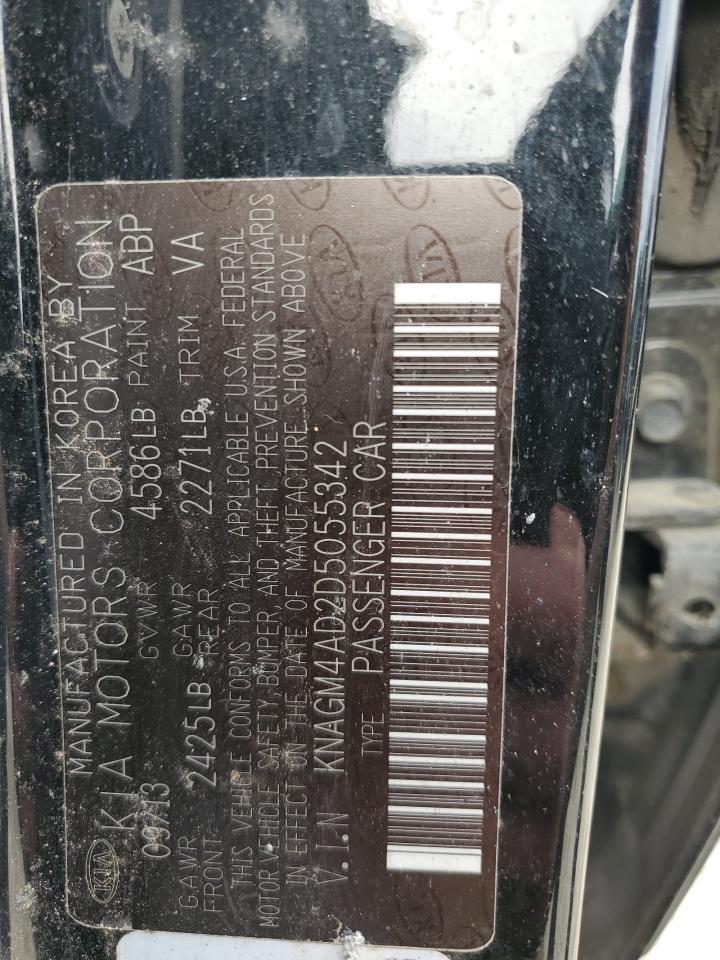 MANUFACTURED IN KOREA BY
KIA KIA MOTORS CORPORATION
GVWR 4586LB PAINT ABP
GAWR FRONT 2425LB GAWR REAR 2271LB TRIM VA
THIS VEHICLE CONFORMS TO ALL APPLICABLE U.S.A. FEDERAL
MOTOR VEHICLE SAFETY, BUMPER, AND THEFT PREVENTION STANDARDS
IN EFFECT ON THE DATE OF MANUFACTURE SHOWN ABOVE
V.I.N KNAGM4AD2D5055342
TYPE PASSENGER CAR